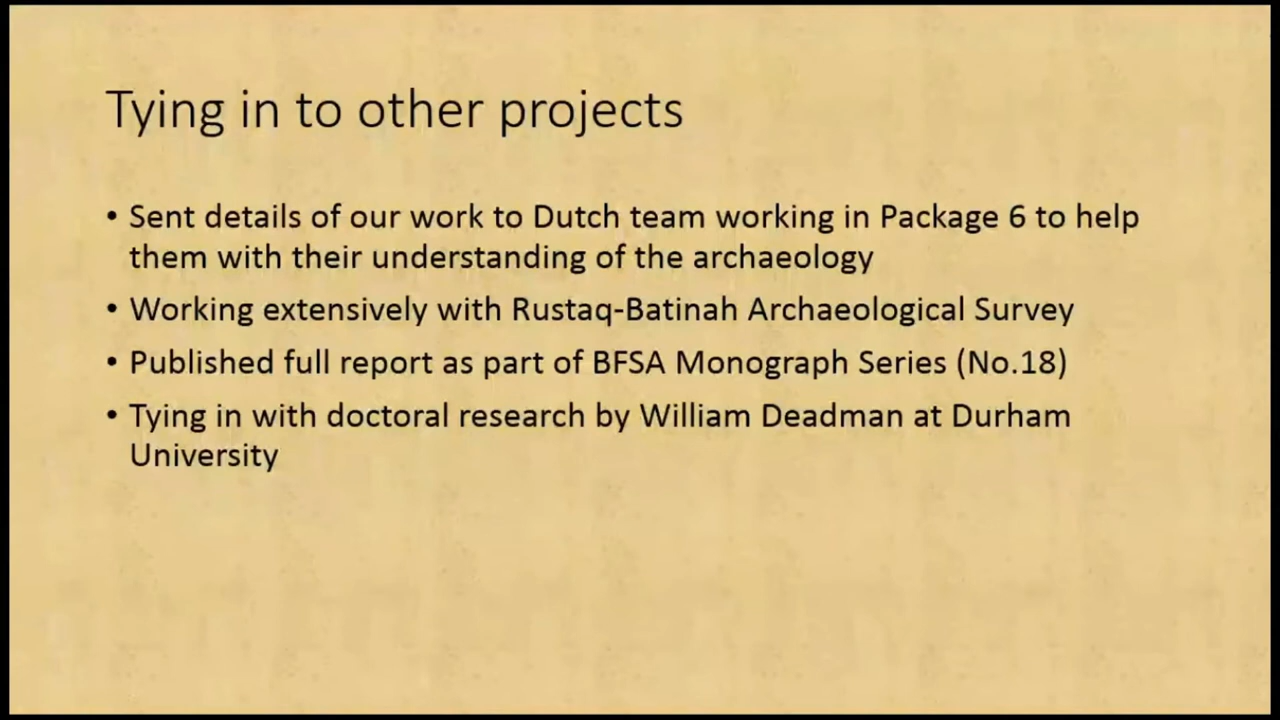 Tying in to other projects
• Sent details of our work to Dutch team working in Package 6 to help
them with their understanding of the archaeology
• Working extensively with Rustaq-Batinah Archaeological Survey
• Published full report as part of BFSA Monograph Series (No.18)
• Tying in with doctoral research by William Deadman at Durham
University